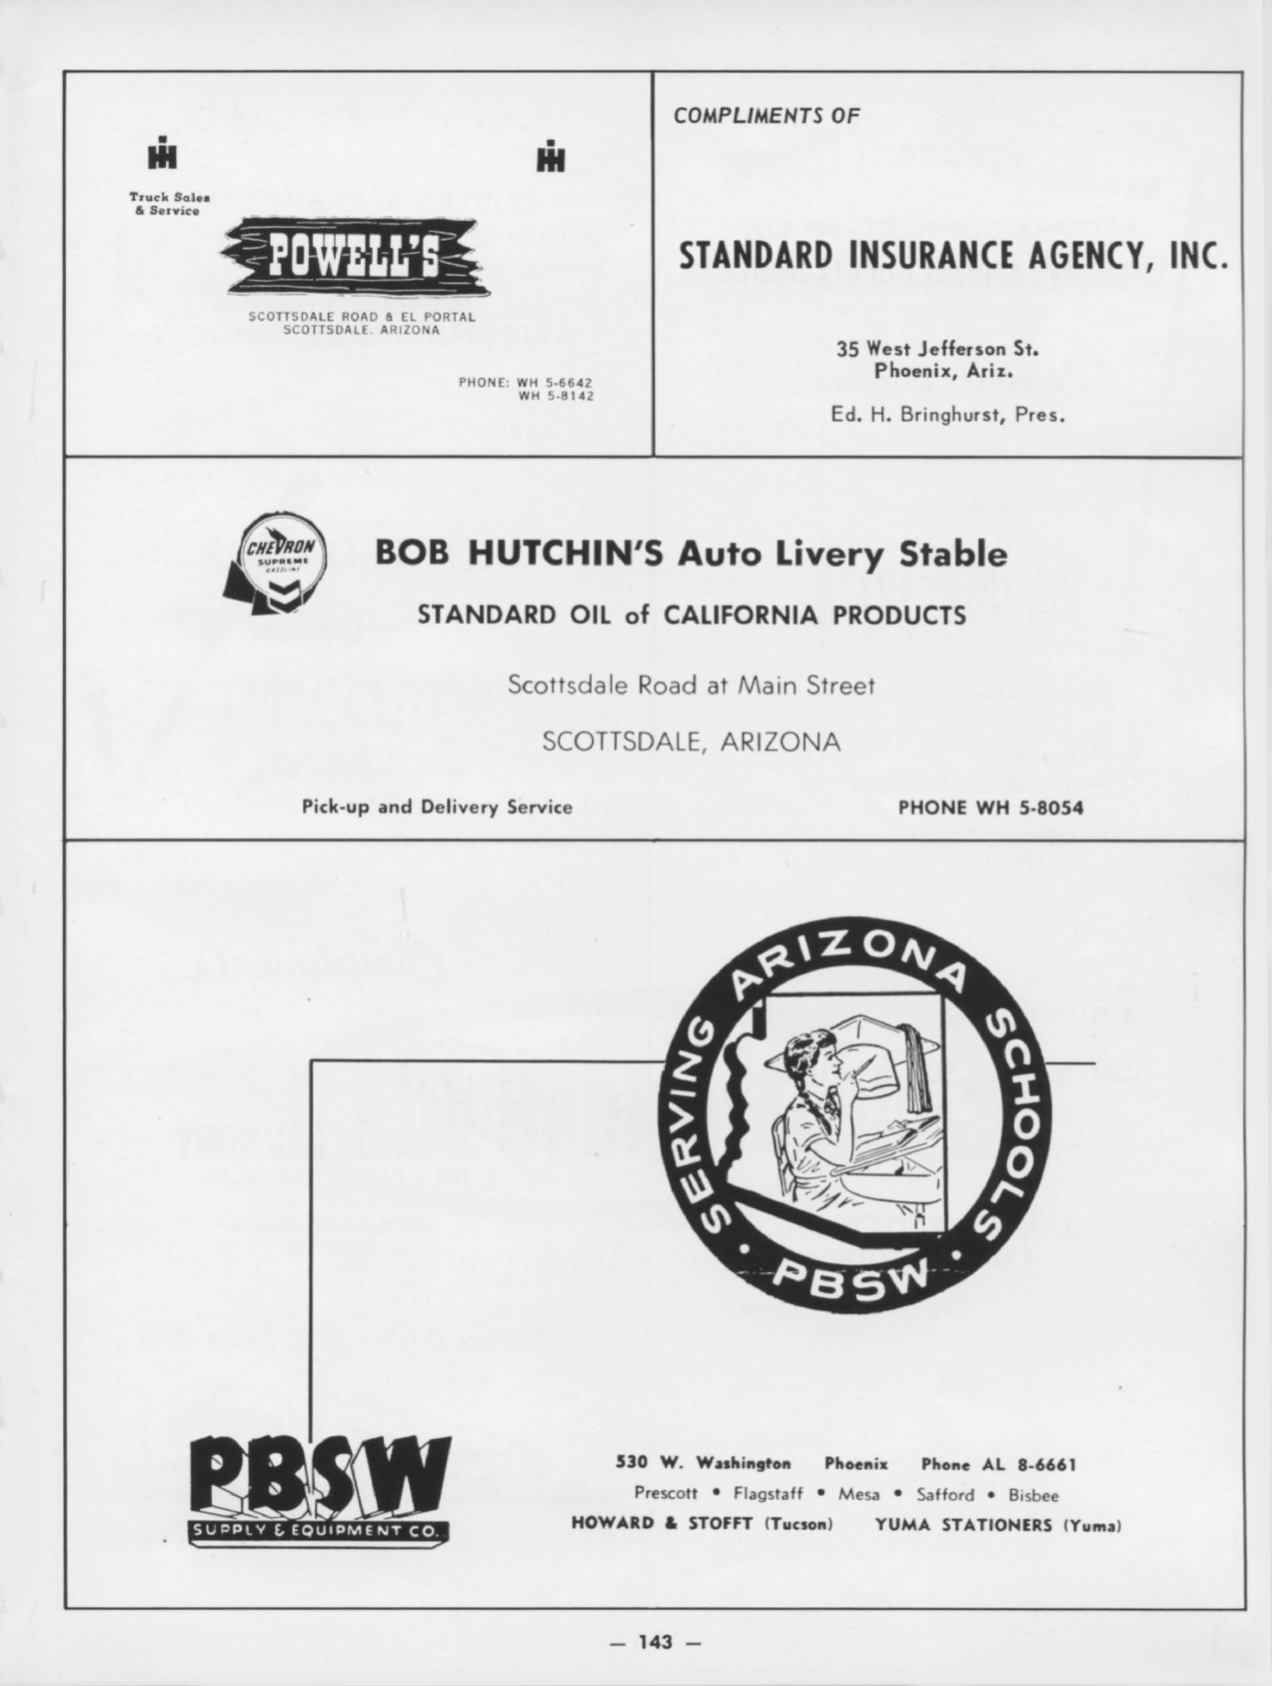 Truck Sales
& Service
POWELL'S
SCOTTSDALE ROAD & EL PORTAL
SCOTTSDALE, ARIZONA
PHONE: WH 5-6642
WH 5-8142
COMPLIMENTS OF
STANDARD INSURANCE AGENCY, INC.
35 West Jefferson St.
Phoenix, Ariz.
Ed. H. Bringhurst, Pres.
CHEVRON
SUPREME
GASOLINE
BOB HUTCHIN'S Auto Livery Stable
STANDARD OIL of CALIFORNIA PRODUCTS
Scottsdale Road at Main Street
SCOTTSDALE, ARIZONA
Pick-up and Delivery Service
PHONE WH 5-8054
SERVING ARIZONA SCHOOLS
• PBSW •
PBSW
SUPPLY & EQUIPMENT CO.
530 W. Washington Phoenix Phone AL 8-6661
Prescott • Flagstaff • Mesa • Safford • Bisbee
HOWARD & STOFFT (Tucson) YUMA STATIONERS (Yuma)
— 143 —